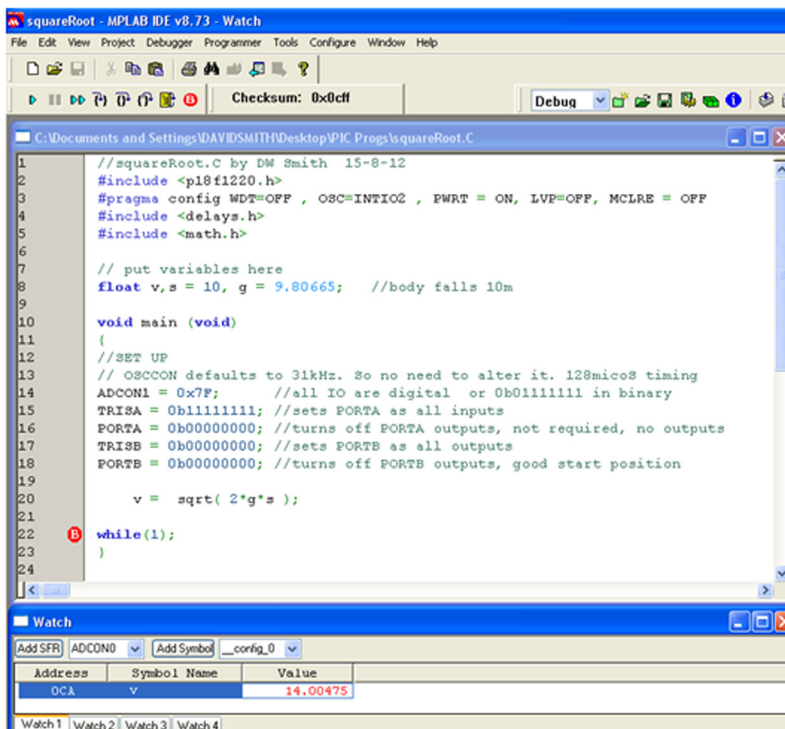 squareRoot - MPLAB IDE v8.73 - Watch
File Edit View Project Debugger Programmer Tools Configure Window Help
Checksum: 0x0cff
Debug
C:\Documents and Settings\DAVIDSMITH\Desktop\PIC Progs\squareRoot.C
1 //squareRoot.C by DW Smith 15-8-12
2 #include <p18f1220.h>
3 #pragma config WDT=OFF , OSC=INTIO2 , PWRT = ON, LVP=OFF, MCLRE = OFF
4 #include <delays.h>
5 #include <math.h>
6
7 // put variables here
8 float v,s = 10, g = 9.80665; //body falls 10m
9
10 void main (void)
11 {
12 //SET UP
13 // OSCCON defaults to 31kHz. So no need to alter it. 128micoS timing
14 ADCON1 = 0x7F; //all IO are digital or 0b01111111 in binary
15 TRISA = 0b11111111; //sets PORTA as all inputs
16 PORTA = 0b00000000; //turns off PORTA outputs, not required, no outputs
17 TRISB = 0b00000000; //sets PORTB as all outputs
18 PORTB = 0b00000000; //turns off PORTB outputs, good start position
19
20 v = sqrt( 2*g*s );
21
22 B while(1);
23 }
24
Watch
Add SFR ADCON0 Add Symbol __config_0
Address Symbol Name Value
0CA v 14.00475
Watch 1 Watch 2 Watch 3 Watch 4